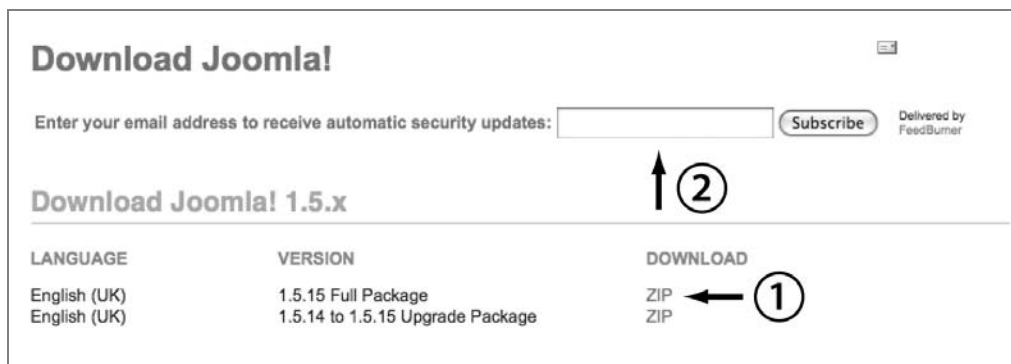 Download Joomla!
Enter your email address to receive automatic security updates: Subscribe Delivered by
FeedBurner
2
Download Joomla! 1.5.x
LANGUAGE VERSION DOWNLOAD
English (UK) 1.5.15 Full Package ZIP 1
English (UK) 1.5.14 to 1.5.15 Upgrade Package ZIP